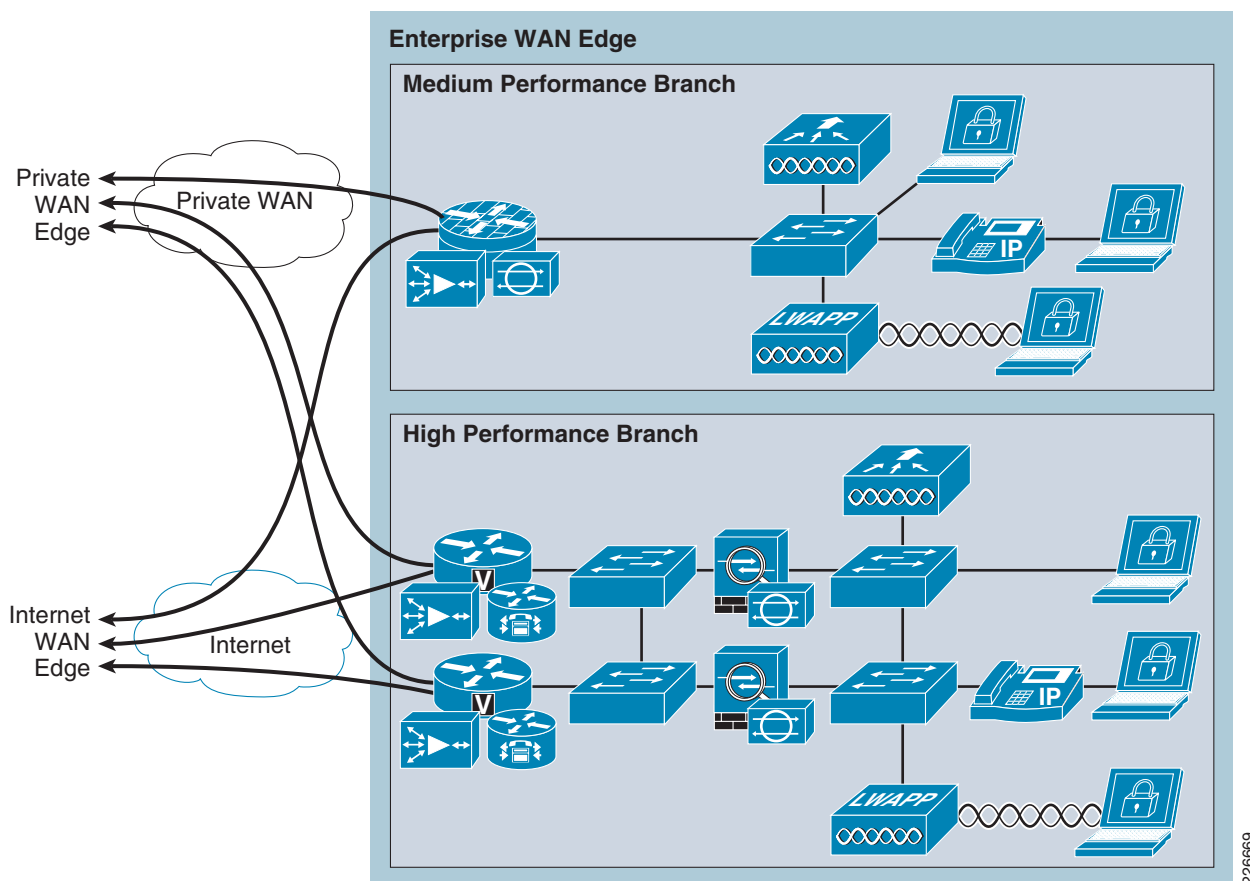 Enterprise WAN Edge
Medium Performance Branch
Private
WAN
Edge
Private WAN
IP
LWAPP
High Performance Branch
V
Internet
WAN
Edge
Internet
V
IP
LWAPP
226669